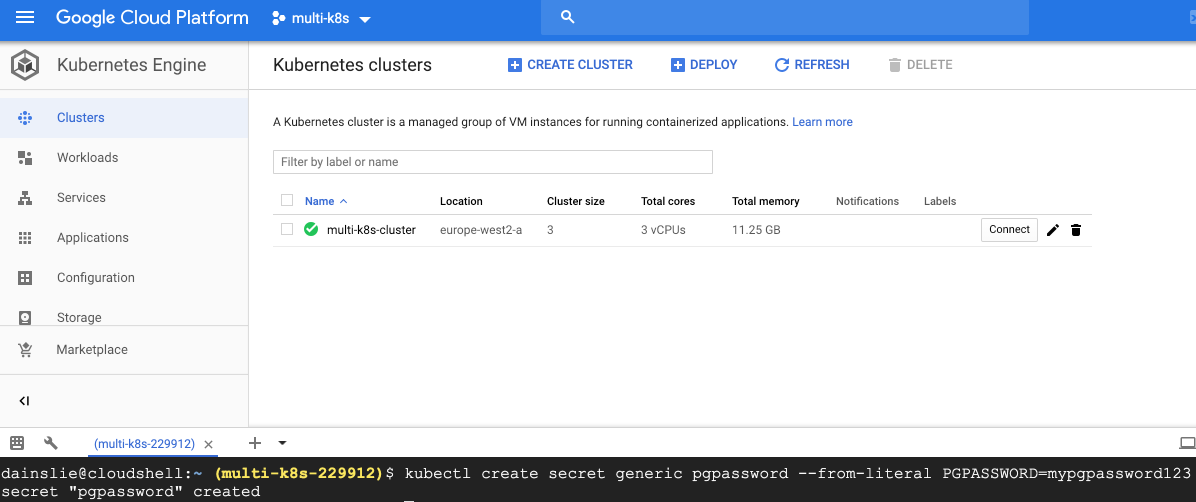 Google Cloud Platform multi-k8s
Kubernetes Engine
Kubernetes clusters CREATE CLUSTER DEPLOY REFRESH DELETE
Clusters
Workloads
Services
Applications
Configuration
Storage
Marketplace
A Kubernetes cluster is a managed group of VM instances for running containerized applications. Learn more
Filter by label or name
Name Location Cluster size Total cores Total memory Notifications Labels
multi-k8s-cluster europe-west2-a 3 3 vCPUs 11.25 GB Connect
(multi-k8s-229912)
dainslie@cloudshell:~ (multi-k8s-229912)$ kubectl create secret generic pgpassword --from-literal PGPASSWORD=mypgpassword123
secret "pgpassword" created